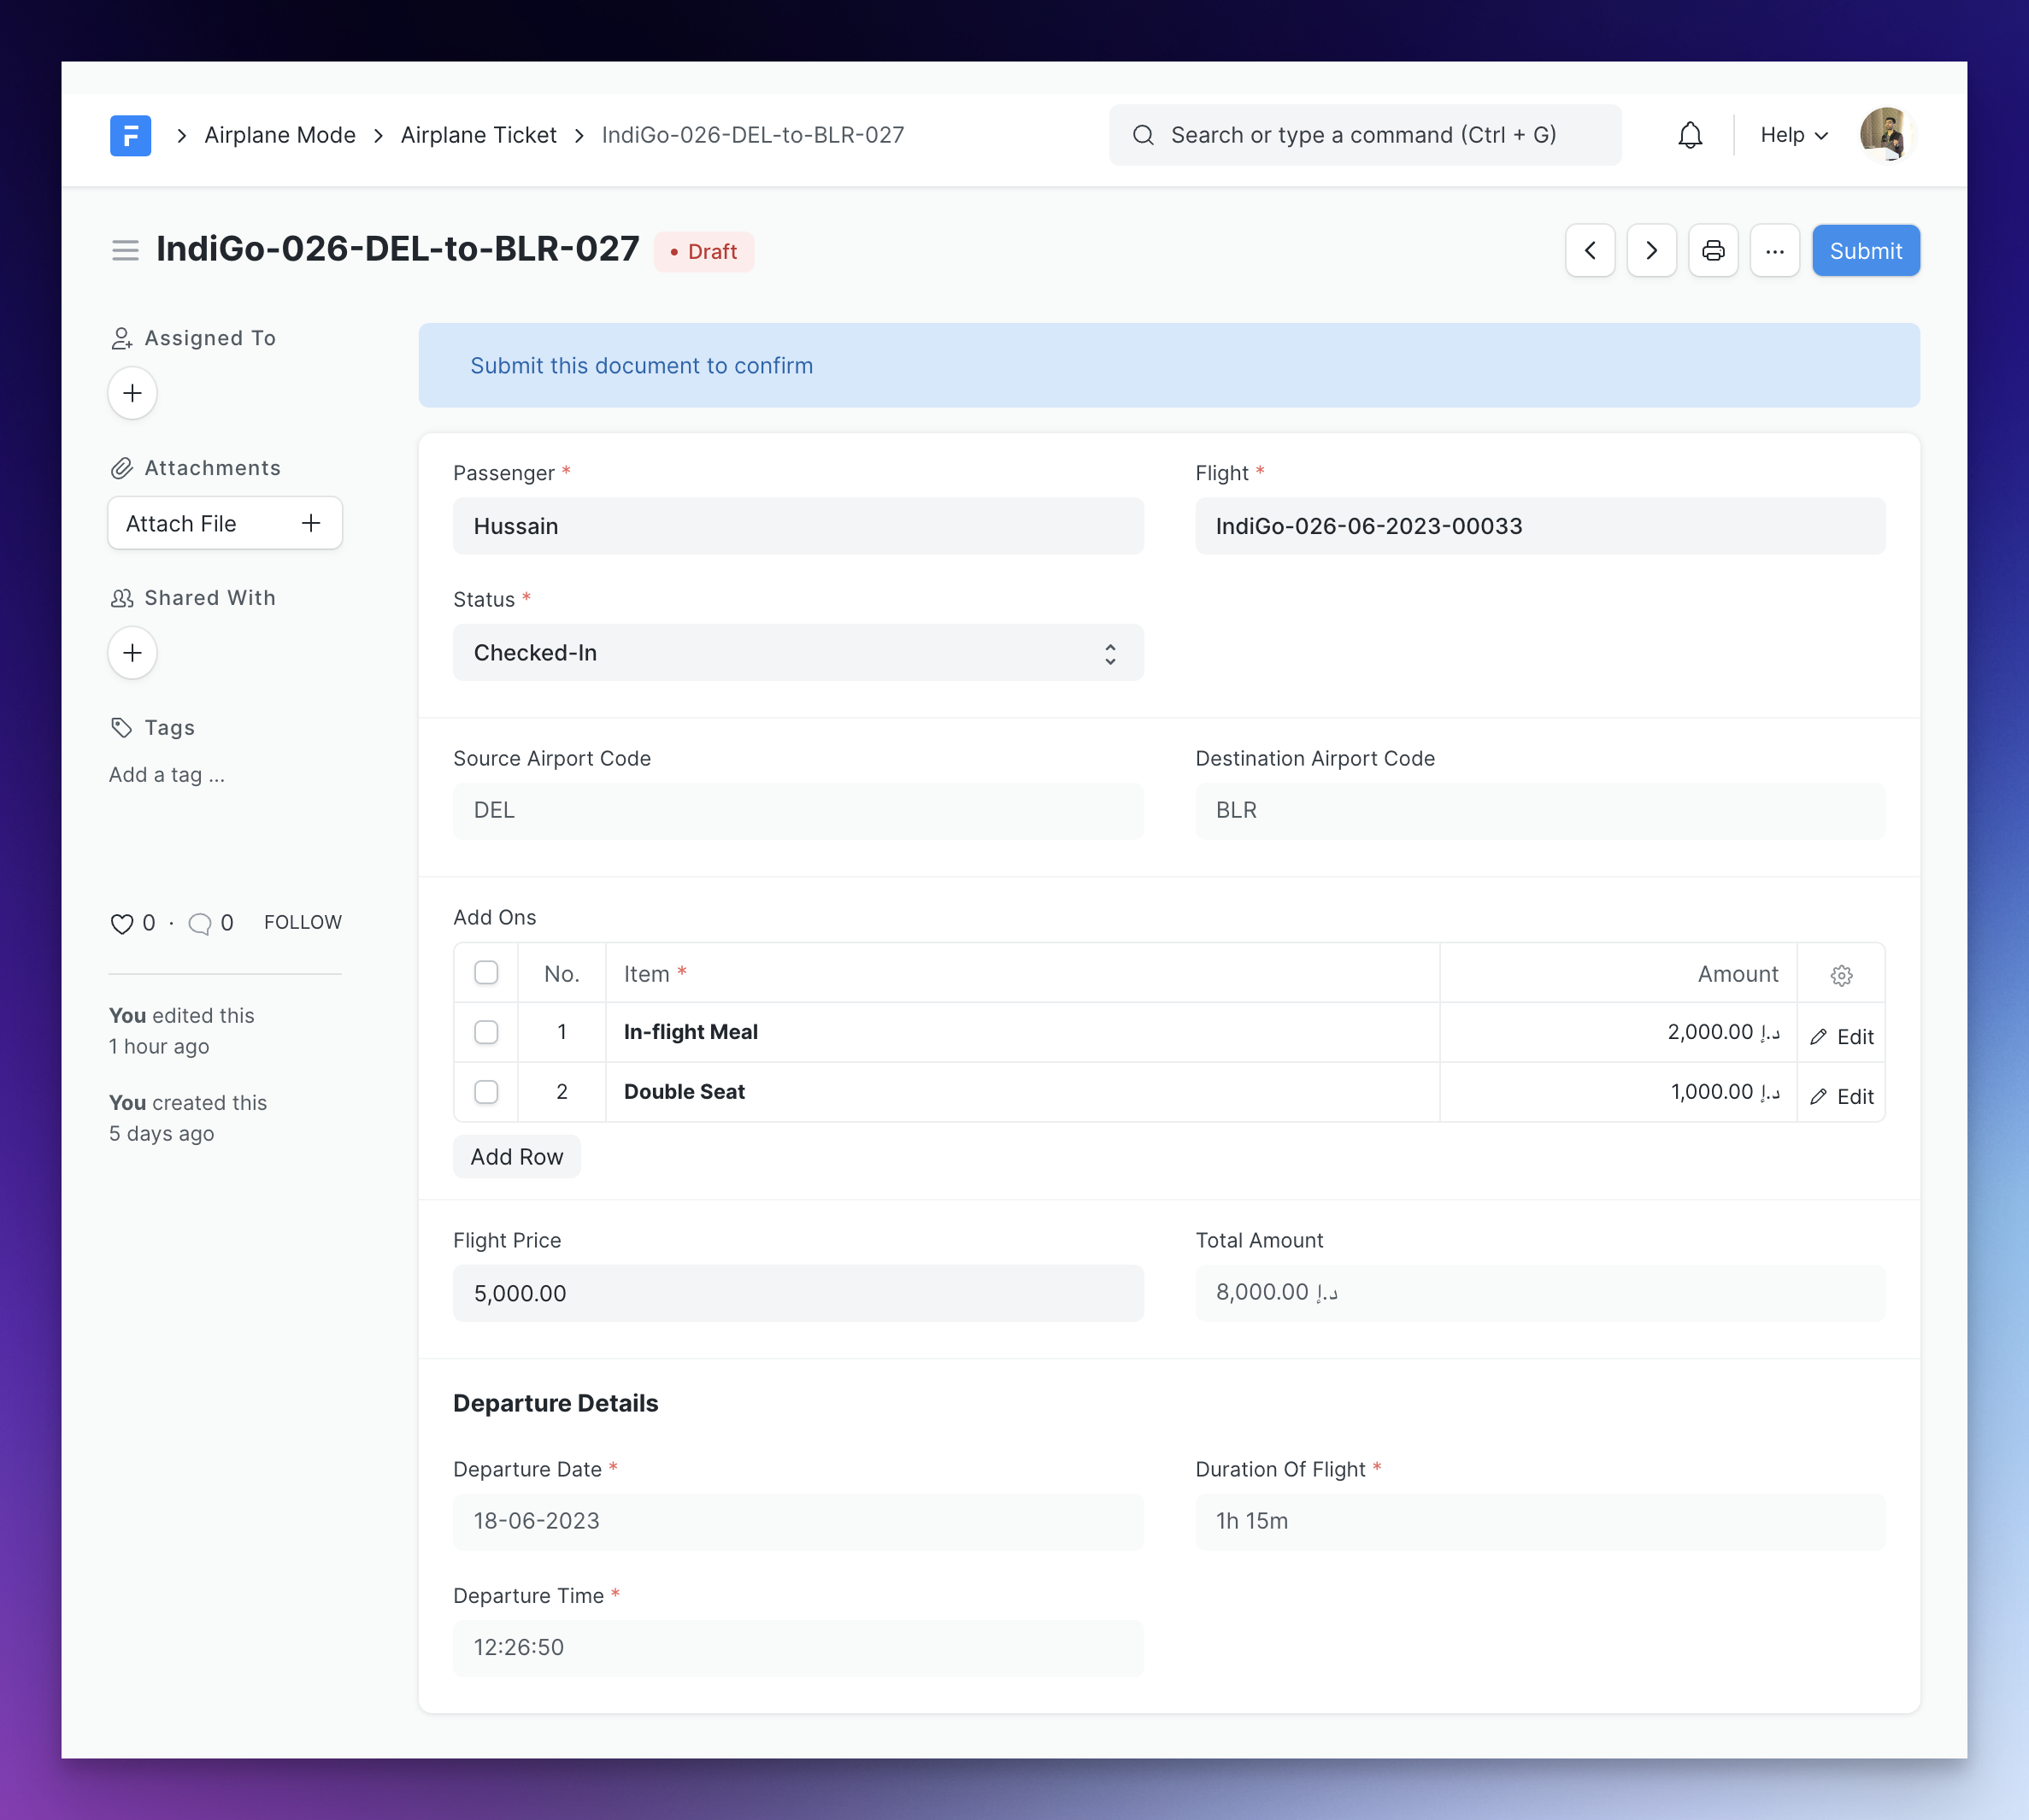 F
Airplane Mode
Airplane Ticket
IndiGo-026-DEL-to-BLR-027
Search or type a command (Ctrl + G)
Help
IndiGo-026-DEL-to-BLR-027
Draft
...
Submit
Assigned To
Attachments
Attach File
Shared With
Tags
Add a tag ...
0 · 0 FOLLOW
You edited this
1 hour ago
You created this
5 days ago
Submit this document to confirm
Passenger *
Hussain
Flight *
IndiGo-026-06-2023-00033
Status *
Checked-In
Source Airport Code
DEL
Destination Airport Code
BLR
Add Ons
No. Item * Amount
1 In-flight Meal 2,000.00 د.إ Edit
2 Double Seat 1,000.00 د.إ Edit
Add Row
Flight Price
5,000.00
Total Amount
8,000.00 د.إ
Departure Details
Departure Date *
18-06-2023
Duration Of Flight *
1h 15m
Departure Time *
12:26:50